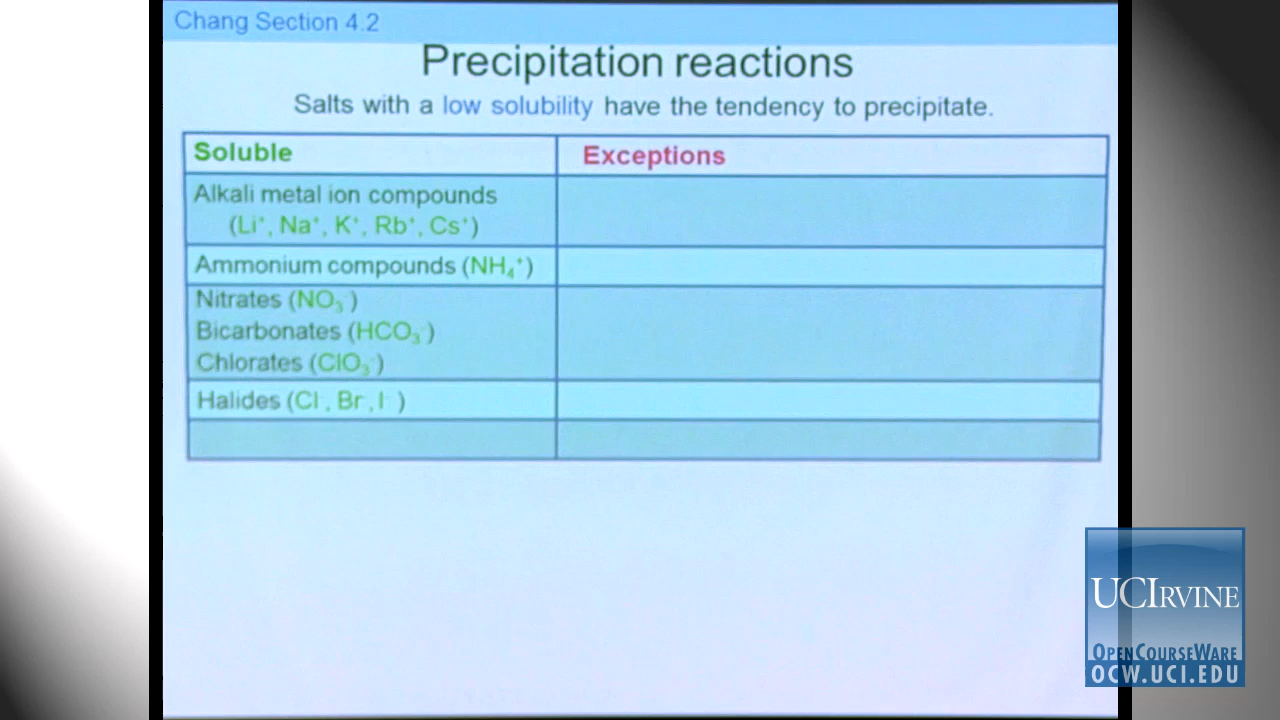 Chang Section 4.2
Precipitation reactions
Salts with a low solubility have the tendency to precipitate.
Soluble
Exceptions
Alkali metal ion compounds
(Li⁺, Na⁺, K⁺, Rb⁺, Cs⁺)
Ammonium compounds (NH₄⁺)
Nitrates (NO₃⁻)
Bicarbonates (HCO₃⁻)
Chlorates (ClO₃⁻)
Halides (Cl⁻, Br⁻, I⁻)
UCIRVINE
OPENCOURSEWARE
OCW.UCI.EDU